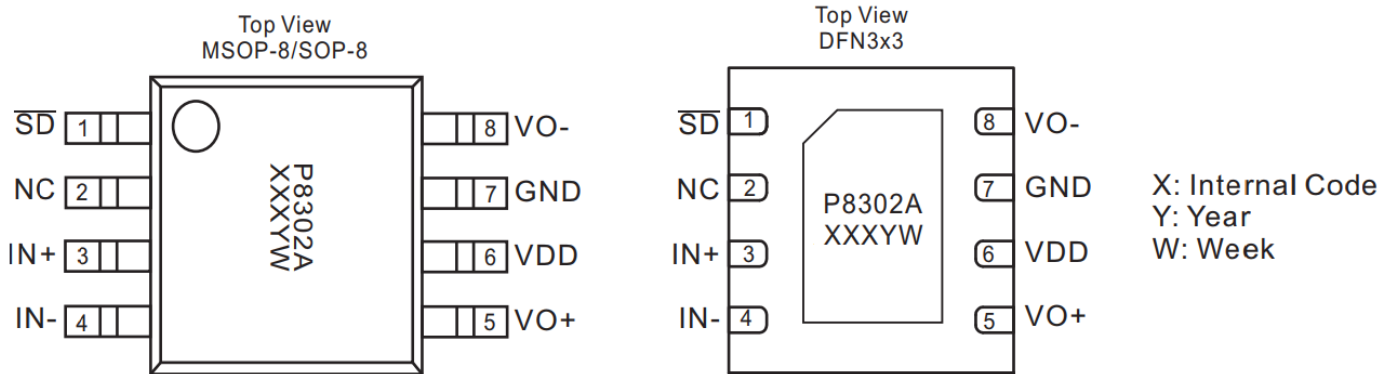 Top View
MSOP-8/SOP-8
S̅D̅ 1
NC 2
IN+ 3
IN- 4
P8302A
XXXYW
8 VO-
7 GND
6 VDD
5 VO+
Top View
DFN3x3
S̅D̅ 1
NC 2
IN+ 3
IN- 4
P8302A
XXXYW
8 VO-
7 GND
6 VDD
5 VO+
X: Internal Code
Y: Year
W: Week